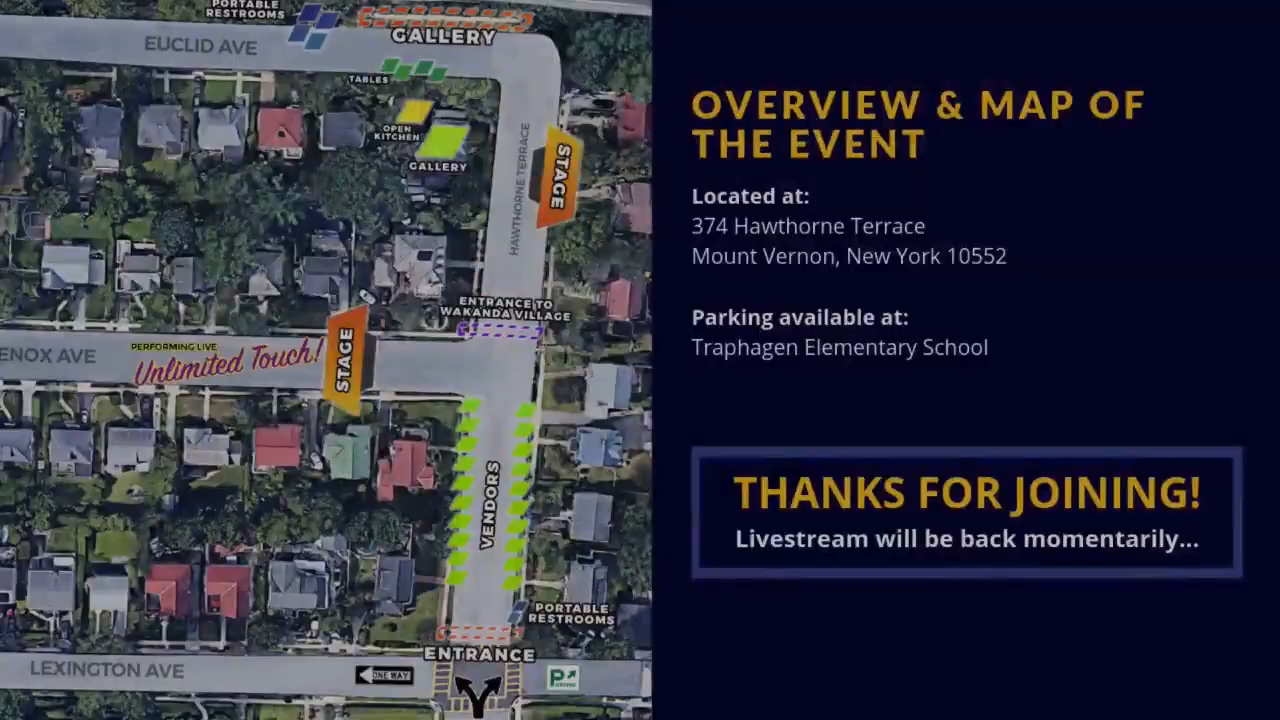 PORTABLE
RESTROOMS
EUCLID AVE
GALLERY
TABLES
OPEN
KITCHEN
GALLERY
HAWTHORNE TERRACE
STAGE
ENTRANCE TO
WAKANDA VILLAGE
ENOX AVE
PERFORMING LIVE
Unlimited Touch!
STAGE
VENDORS
PORTABLE
RESTROOMS
ENTRANCE
LEXINGTON AVE
ONE WAY
P
OVERVIEW & MAP OF
THE EVENT
Located at:
374 Hawthorne Terrace
Mount Vernon, New York 10552
Parking available at:
Traphagen Elementary School
THANKS FOR JOINING!
Livestream will be back momentarily...